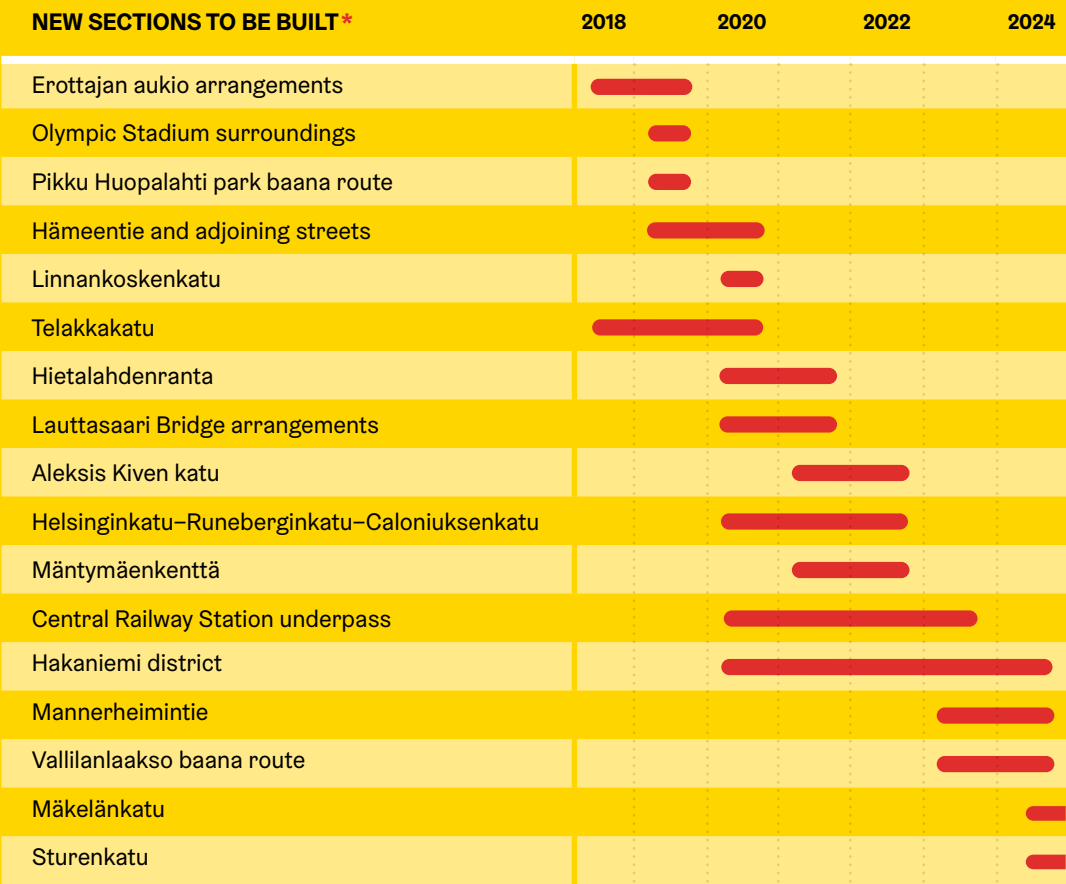 NEW SECTIONS TO BE BUILT* 2018 2020 2022 2024
Erottajan aukio arrangements
Olympic Stadium surroundings
Pikku Huopalahti park baana route
Hämeentie and adjoining streets
Linnankoskenkatu
Telakkakatu
Hietalahdenranta
Lauttasaari Bridge arrangements
Aleksis Kiven katu
Helsinginkatu–Runeberginkatu–Caloniuksenkatu
Mäntymäenkenttä
Central Railway Station underpass
Hakaniemi district
Mannerheimintie
Vallilanlaakso baana route
Mäkelänkatu
Sturenkatu